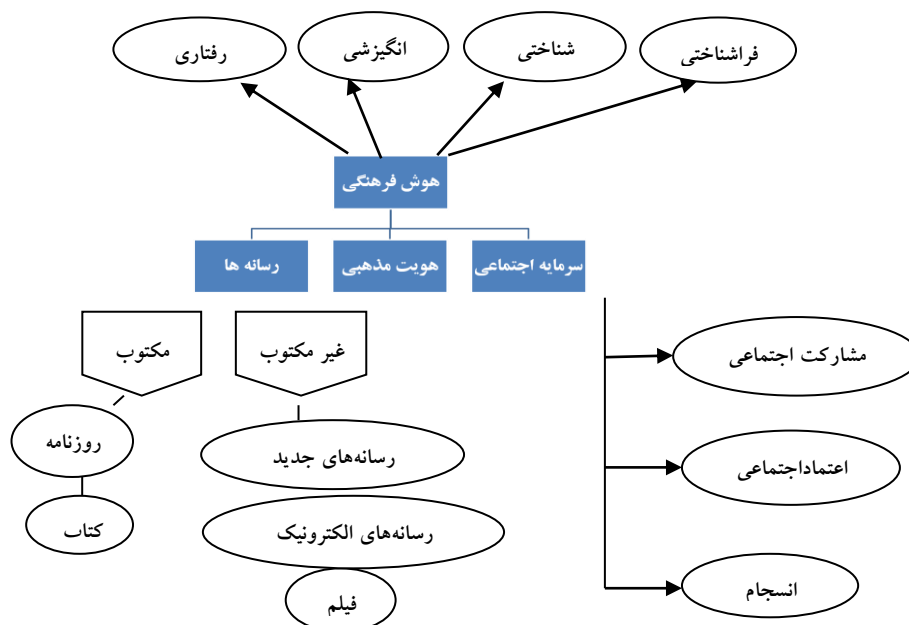 فراشناختی
شناختی
انگیزشی
رفتاری
هوش فرهنگی
سرمایه اجتماعی
هویت مذهبی
رسانه ها
مشارکت اجتماعی
اعتماداجتماعی
انسجام
غیر مکتوب
مکتوب
رسانه‌های جدید
رسانه‌های الکترونیک
فیلم
روزنامه
کتاب